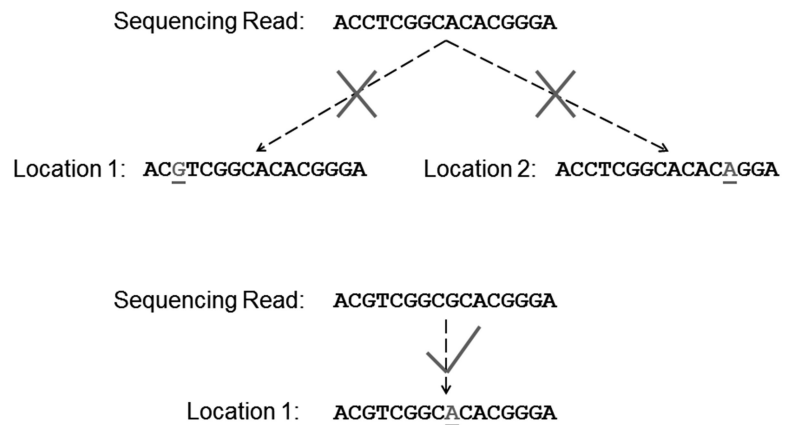 Sequencing Read: ACCTCGGCACACGGGA
Location 1: ACGTCGGCACACGGGA Location 2: ACCTCGGCACACAGGA
Sequencing Read: ACGTCGGCGCACGGGA
Location 1: ACGTCGGCACACGGGA